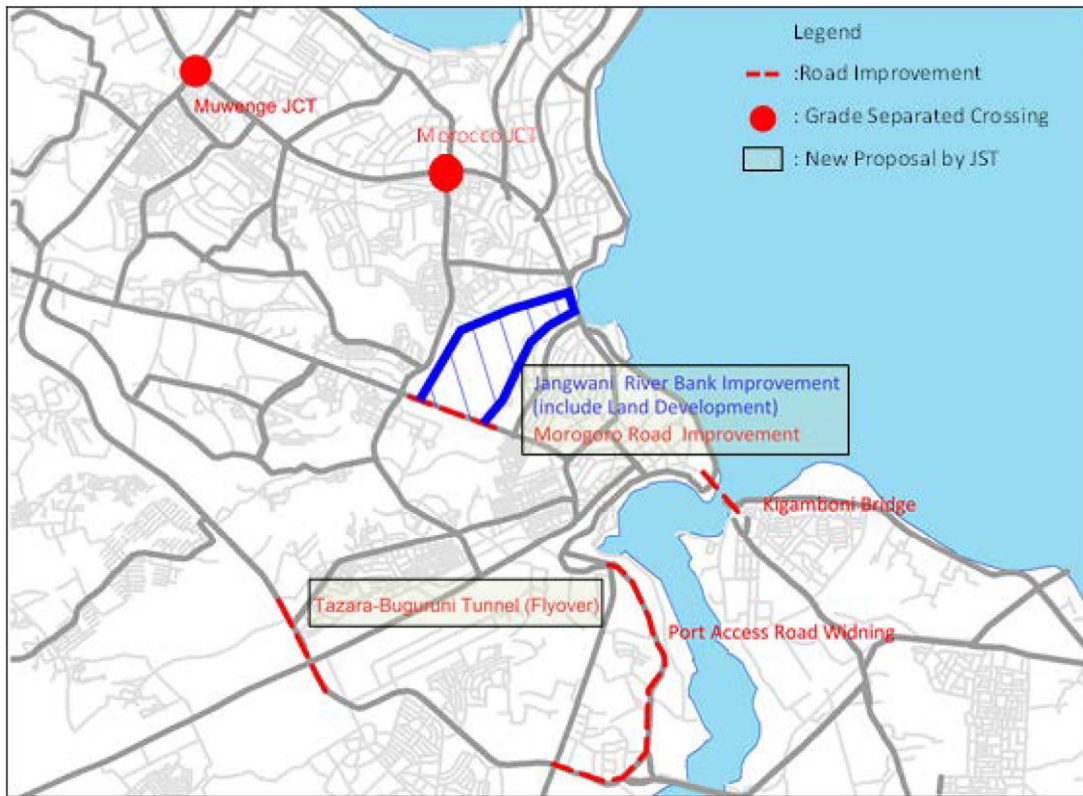 Legend
:Road Improvement
: Grade Separated Crossing
: New Proposal by JST
Muwenge JCT
MoroccoJCT
Jangwani River Bank Improvement
(include Land Development)
Morogoro Road Improvement
Kigamboni Bridge
Tazara-Buguruni Tunnel (Flyover)
Port Access Road Widning